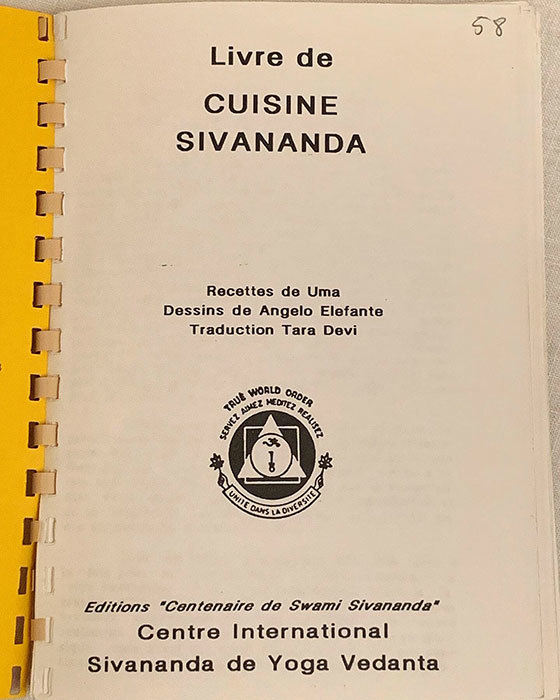 58
Livre de
CUISINE
SIVANANDA
Recettes de Uma
Dessins de Angelo Elefante
Traduction Tara Devi
TRUE WORLD ORDER
SERVEZ AIMEZ MEDITEZ REALISEZ
ॐ
UNITE DANS LA DIVERSITE
Editions "Centenaire de Swami Sivananda"
Centre International
Sivananda de Yoga Vedanta